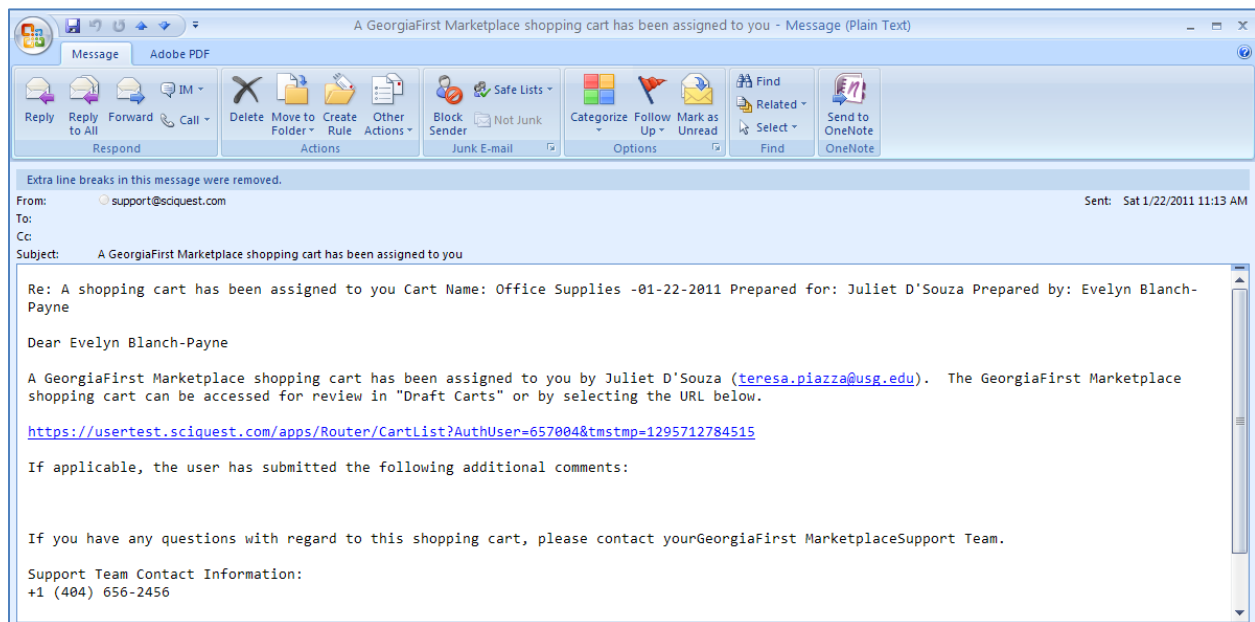 A GeorgiaFirst Marketplace shopping cart has been assigned to you - Message (Plain Text)
Message Adobe PDF
Reply Reply to All Forward IM Call Delete Move to Folder Create Rule Other Actions Block Sender Safe Lists Not Junk Categorize Follow Up Mark as Unread Find Related Select Send to OneNote
Respond Actions Junk E-mail Options Find OneNote
Extra line breaks in this message were removed.
From: support@sciquest.com Sent: Sat 1/22/2011 11:13 AM
To:
Cc:
Subject: A GeorgiaFirst Marketplace shopping cart has been assigned to you
Re: A shopping cart has been assigned to you Cart Name: Office Supplies -01-22-2011 Prepared for: Juliet D'Souza Prepared by: Evelyn Blanch-
Payne
Dear Evelyn Blanch-Payne
A GeorgiaFirst Marketplace shopping cart has been assigned to you by Juliet D'Souza (teresa.piazza@usg.edu).  The GeorgiaFirst Marketplace
shopping cart can be accessed for review in "Draft Carts" or by selecting the URL below.
https://usertest.sciquest.com/apps/Router/CartList?AuthUser=657004&tmstmp=1295712784515
If applicable, the user has submitted the following additional comments:
If you have any questions with regard to this shopping cart, please contact yourGeorgiaFirst MarketplaceSupport Team.
Support Team Contact Information:
+1 (404) 656-2456